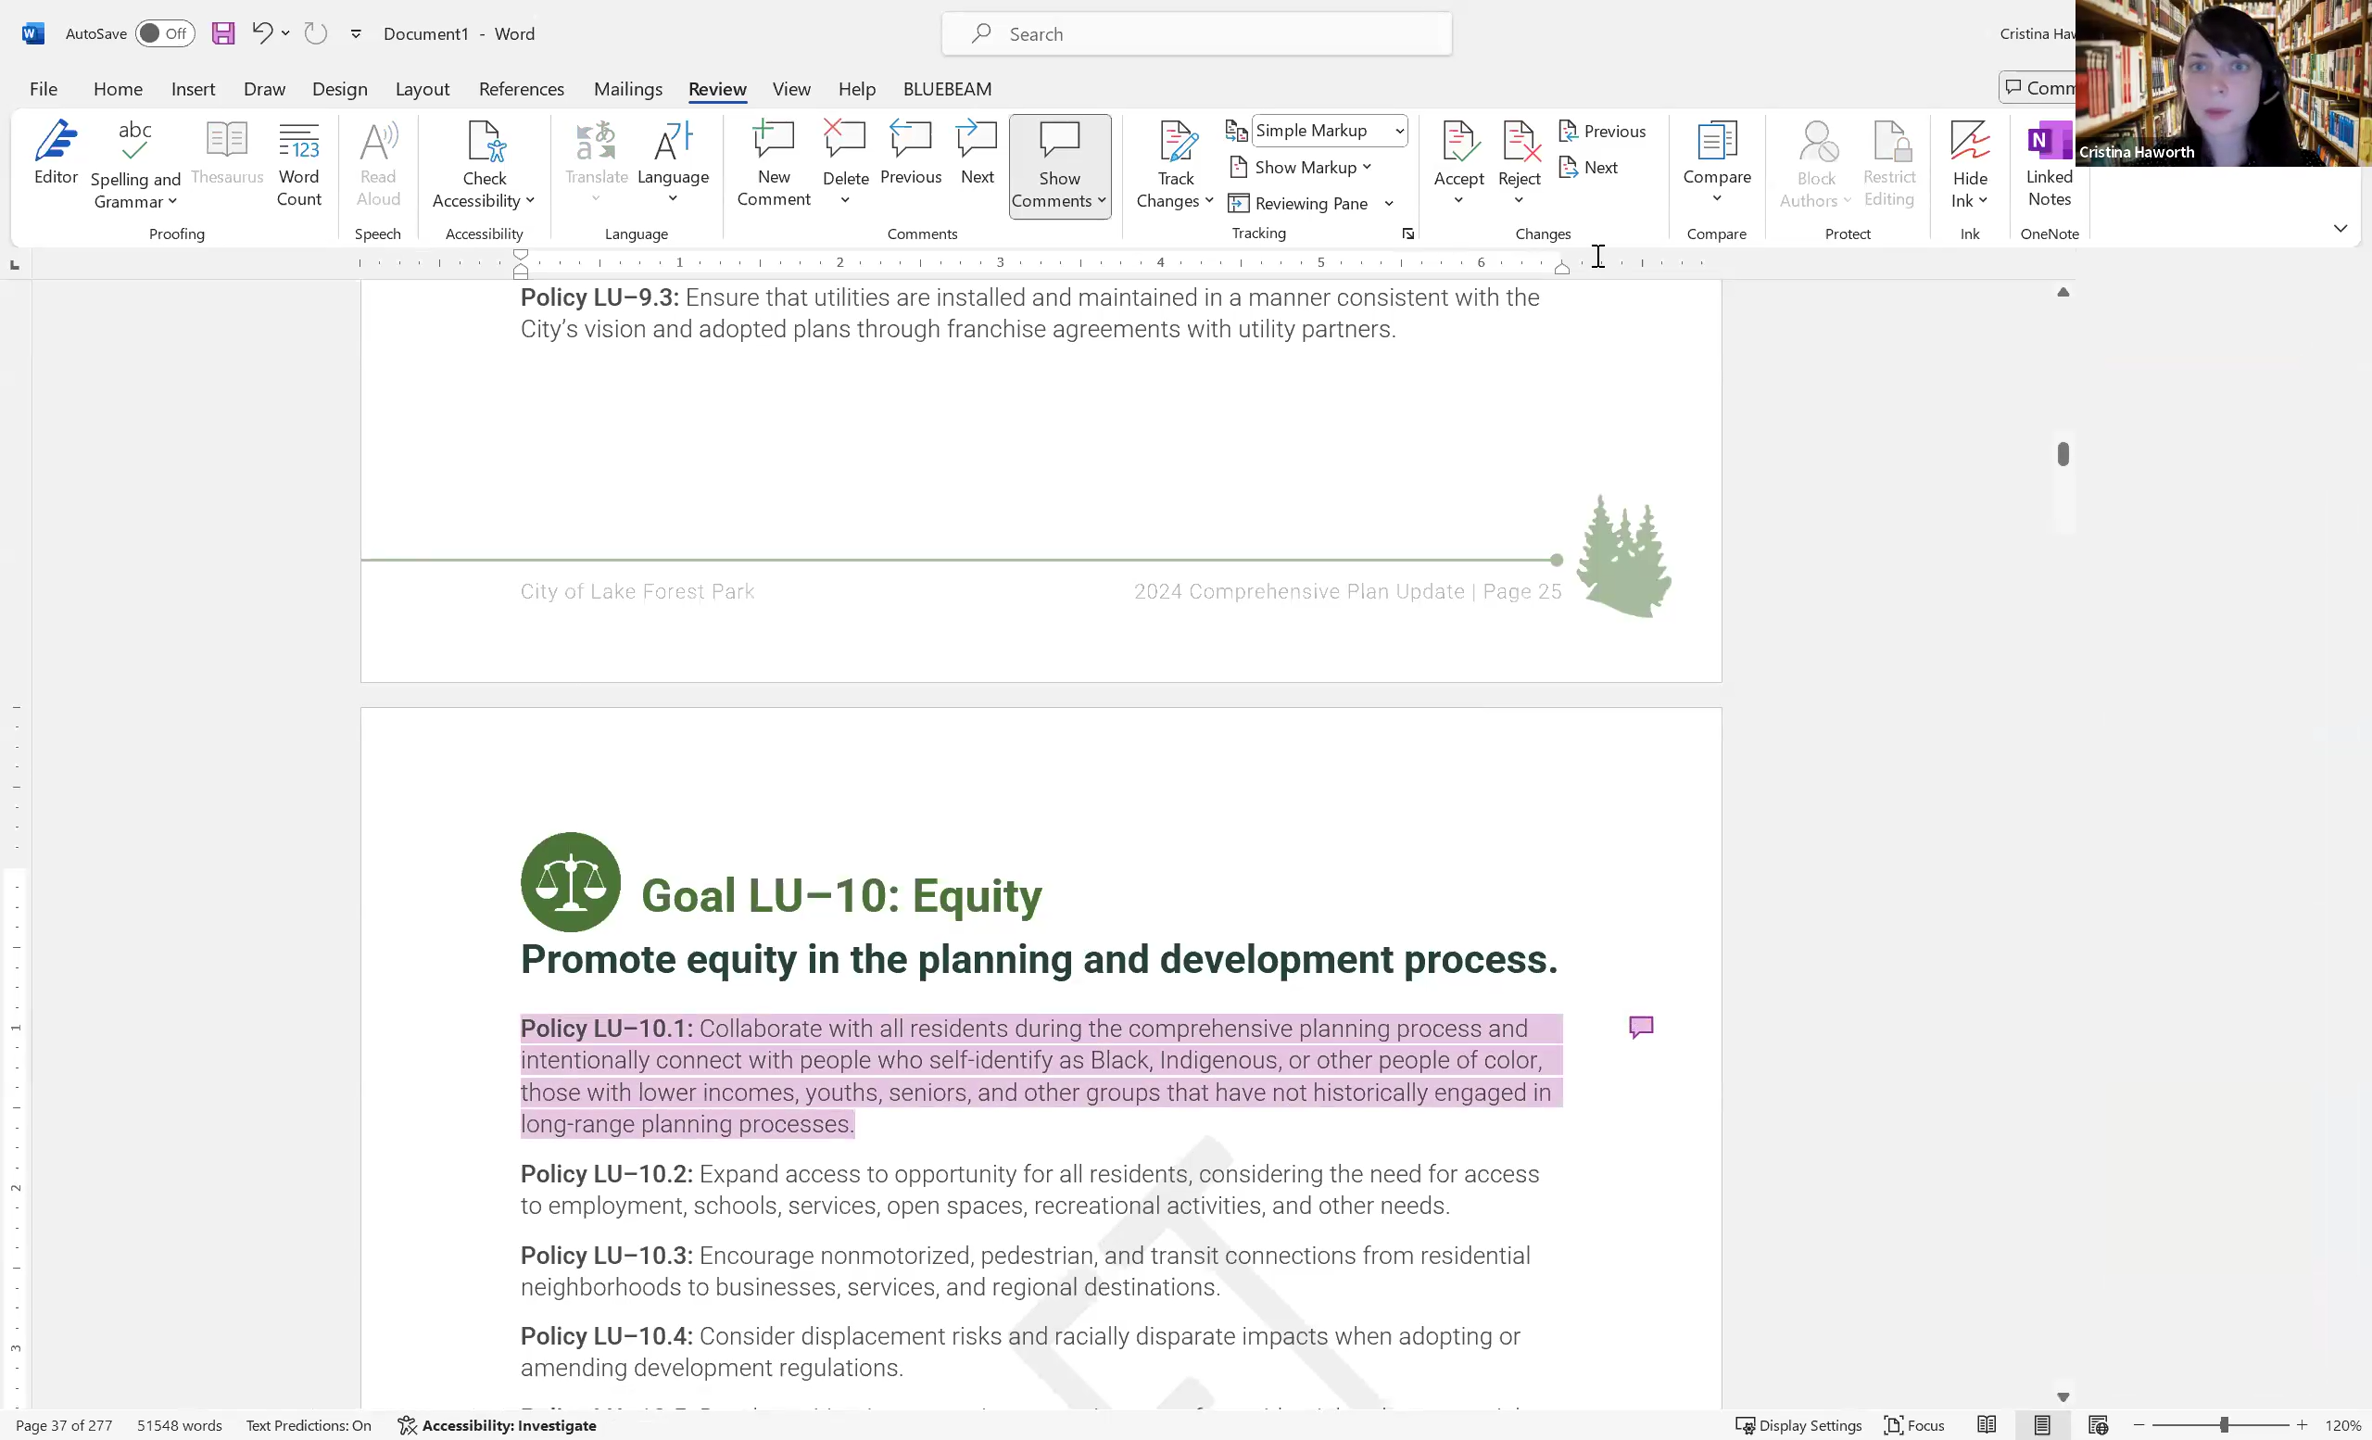 AutoSave Off Document1 - Word Search Cristina Haw
File Home Insert Draw Design Layout References Mailings Review View Help BLUEBEAM Comm
Cristina Haworth
Editor
abc Spelling and Grammar
Thesaurus
123 Word Count
Proofing
Read Aloud
Speech
Check Accessibility
Accessibility
Translate
Language
Language
New Comment
Delete
Previous
Next
Show Comments
Comments
Track Changes
Simple Markup
Show Markup
Reviewing Pane
Tracking
Accept
Reject
Previous
Next
Changes
Compare
Compare
Block Authors
Restrict Editing
Protect
Hide Ink
Ink
N
Linked Notes
OneNote
1 2 3 4 5 6
Policy LU–9.3: Ensure that utilities are installed and maintained in a manner consistent with the
City’s vision and adopted plans through franchise agreements with utility partners.
City of Lake Forest Park 2024 Comprehensive Plan Update | Page 25
Goal LU–10: Equity
Promote equity in the planning and development process.
Policy LU–10.1: Collaborate with all residents during the comprehensive planning process and
intentionally connect with people who self-identify as Black, Indigenous, or other people of color,
those with lower incomes, youths, seniors, and other groups that have not historically engaged in
long-range planning processes.
Policy LU–10.2: Expand access to opportunity for all residents, considering the need for access
to employment, schools, services, open spaces, recreational activities, and other needs.
Policy LU–10.3: Encourage nonmotorized, pedestrian, and transit connections from residential
neighborhoods to businesses, services, and regional destinations.
Policy LU–10.4: Consider displacement risks and racially disparate impacts when adopting or
amending development regulations.
1
2
3
Page 37 of 277 51548 words Text Predictions: On Accessibility: Investigate Display Settings Focus 120%